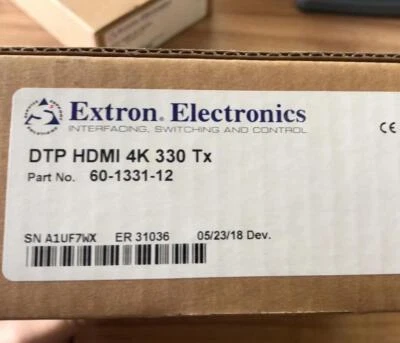 Extron. Electronics
INTERFACING, SWITCHING AND CONTROL
CE
DTP HDMI 4K 330 Tx
Part No. 60-1331-12
SN A1UF7WX ER 31036 05/23/18 Dev.